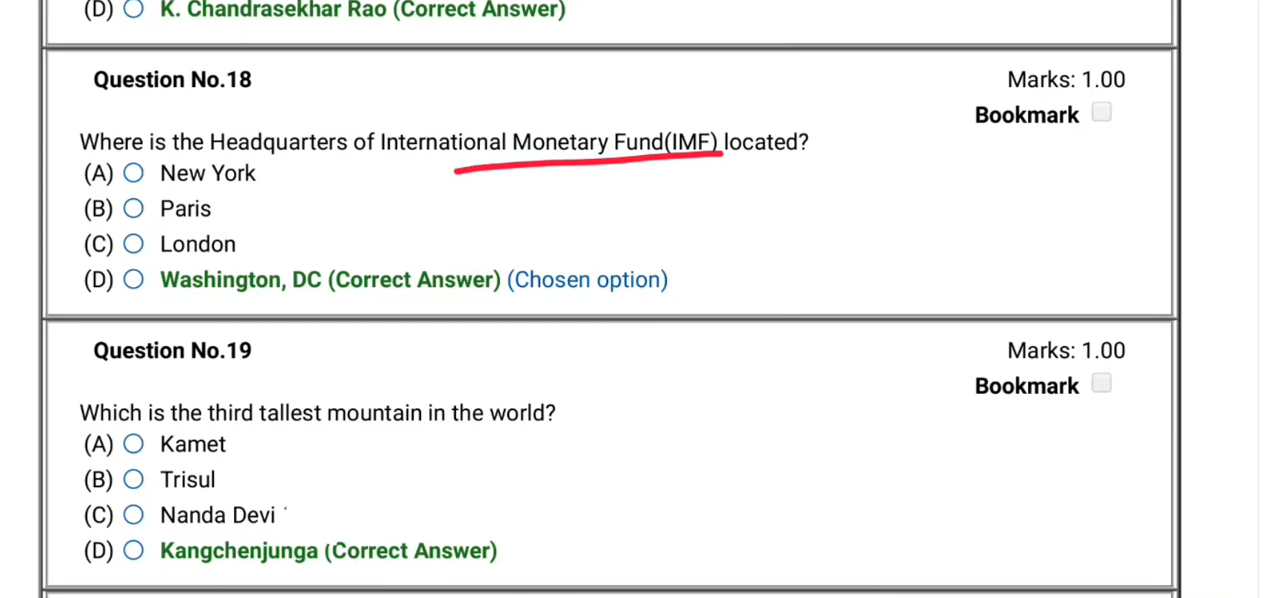 (D) K. Chandrasekhar Rao (Correct Answer)
Question No.18 Marks: 1.00
Bookmark
Where is the Headquarters of International Monetary Fund(IMF) located?
(A) New York
(B) Paris
(C) London
(D) Washington, DC (Correct Answer) (Chosen option)
Question No.19 Marks: 1.00
Bookmark
Which is the third tallest mountain in the world?
(A) Kamet
(B) Trisul
(C) Nanda Devi
(D) Kangchenjunga (Correct Answer)